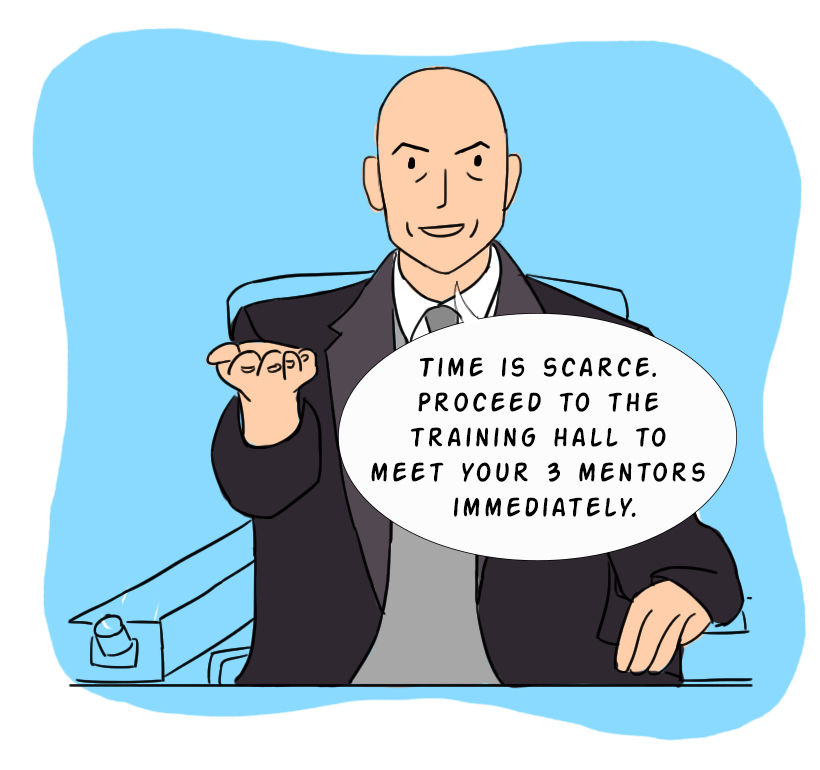 TIME IS SCARCE.
PROCEED TO THE
TRAINING HALL TO
MEET YOUR 3 MENTORS
IMMEDIATELY.